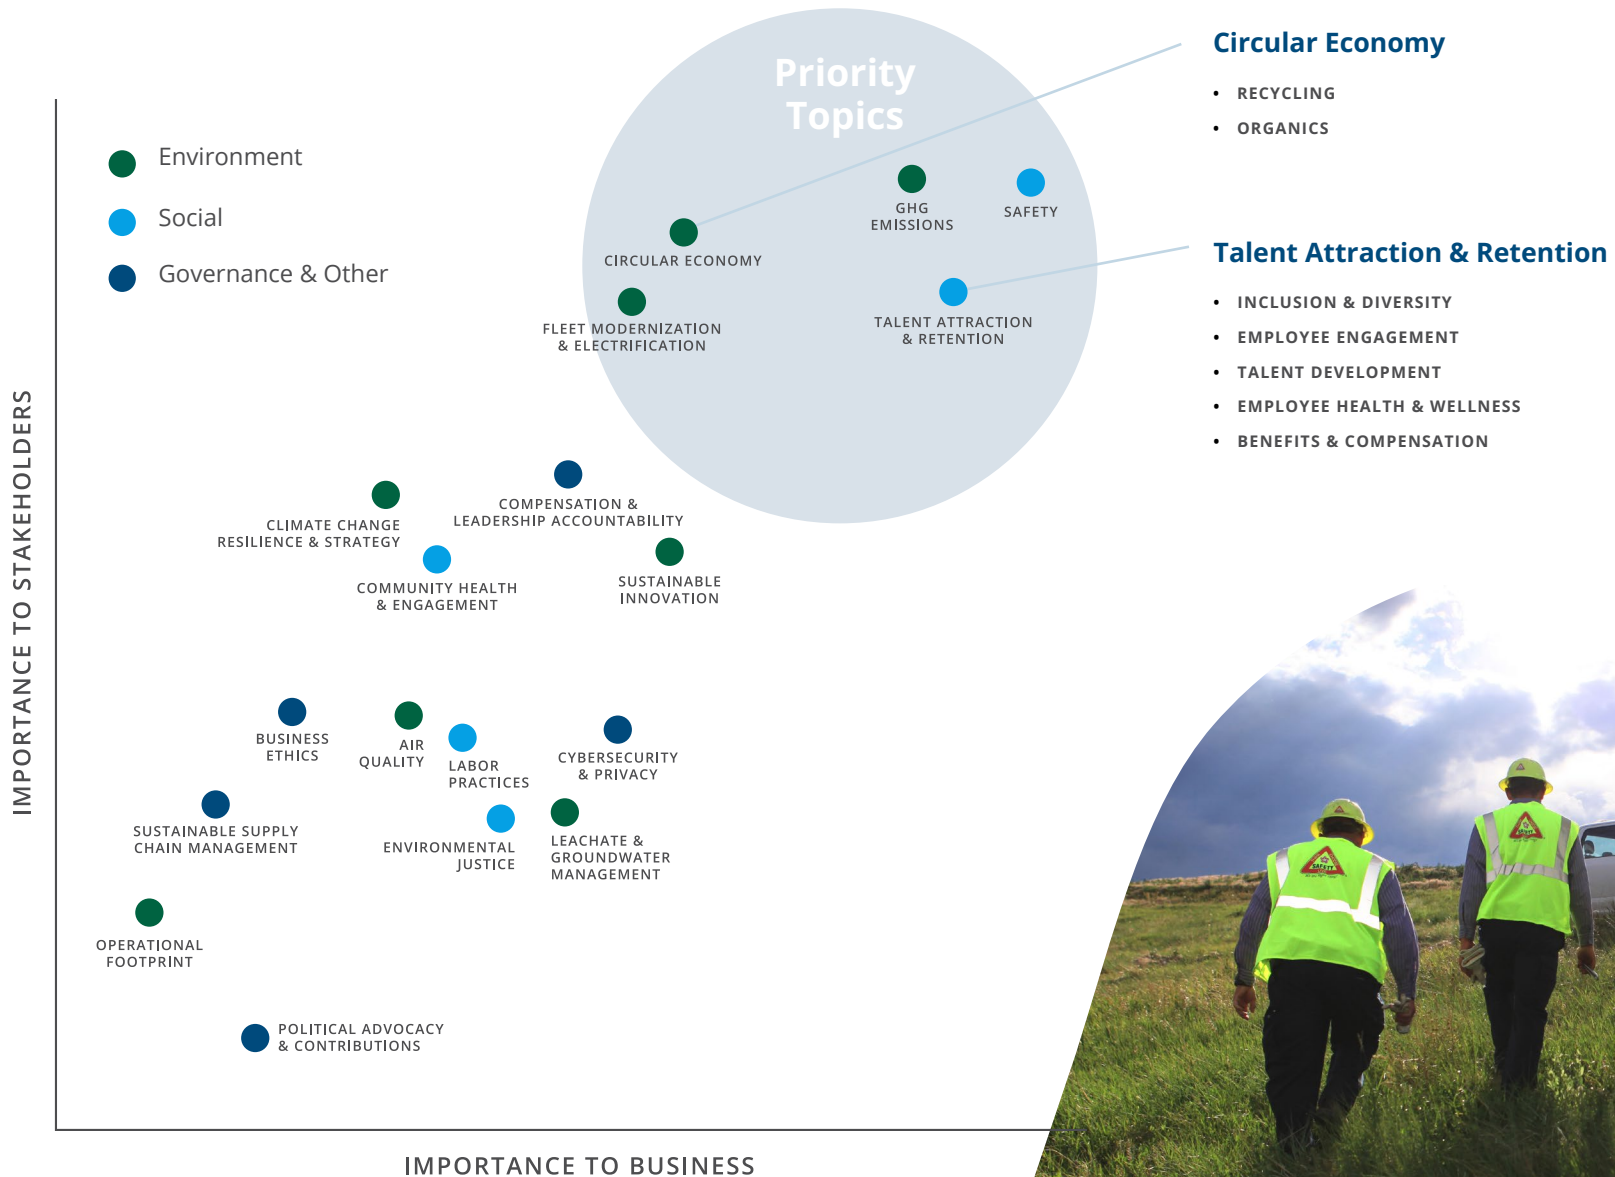 Priority
Topics
Environment
Social
Governance & Other
IMPORTANCE TO STAKEHOLDERS
GHG
EMISSIONS
SAFETY
CIRCULAR ECONOMY
FLEET MODERNIZATION
& ELECTRIFICATION
TALENT ATTRACTION
& RETENTION
COMPENSATION &
LEADERSHIP ACCOUNTABILITY
CLIMATE CHANGE
RESILIENCE & STRATEGY
COMMUNITY HEALTH
& ENGAGEMENT
SUSTAINABLE
INNOVATION
BUSINESS
ETHICS
AIR
QUALITY
LABOR
PRACTICES
CYBERSECURITY
& PRIVACY
SUSTAINABLE SUPPLY
CHAIN MANAGEMENT
ENVIRONMENTAL
JUSTICE
LEACHATE &
GROUNDWATER
MANAGEMENT
OPERATIONAL
FOOTPRINT
POLITICAL ADVOCACY
& CONTRIBUTIONS
IMPORTANCE TO BUSINESS
Circular Economy
• RECYCLING
• ORGANICS
Talent Attraction & Retention
• INCLUSION & DIVERSITY
• EMPLOYEE ENGAGEMENT
• TALENT DEVELOPMENT
• EMPLOYEE HEALTH & WELLNESS
• BENEFITS & COMPENSATION
SAFETY
SAFETY